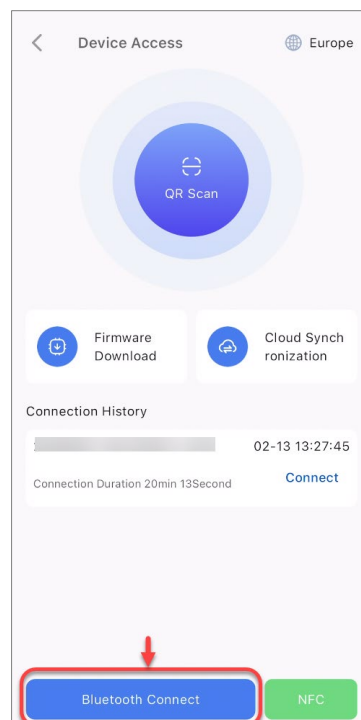 Device Access
Europe
QR Scan
Firmware
Download
Cloud Synch
ronization
Connection History
02-13 13:27:45
Connection Duration 20min 13Second
Connect
Bluetooth Connect
NFC